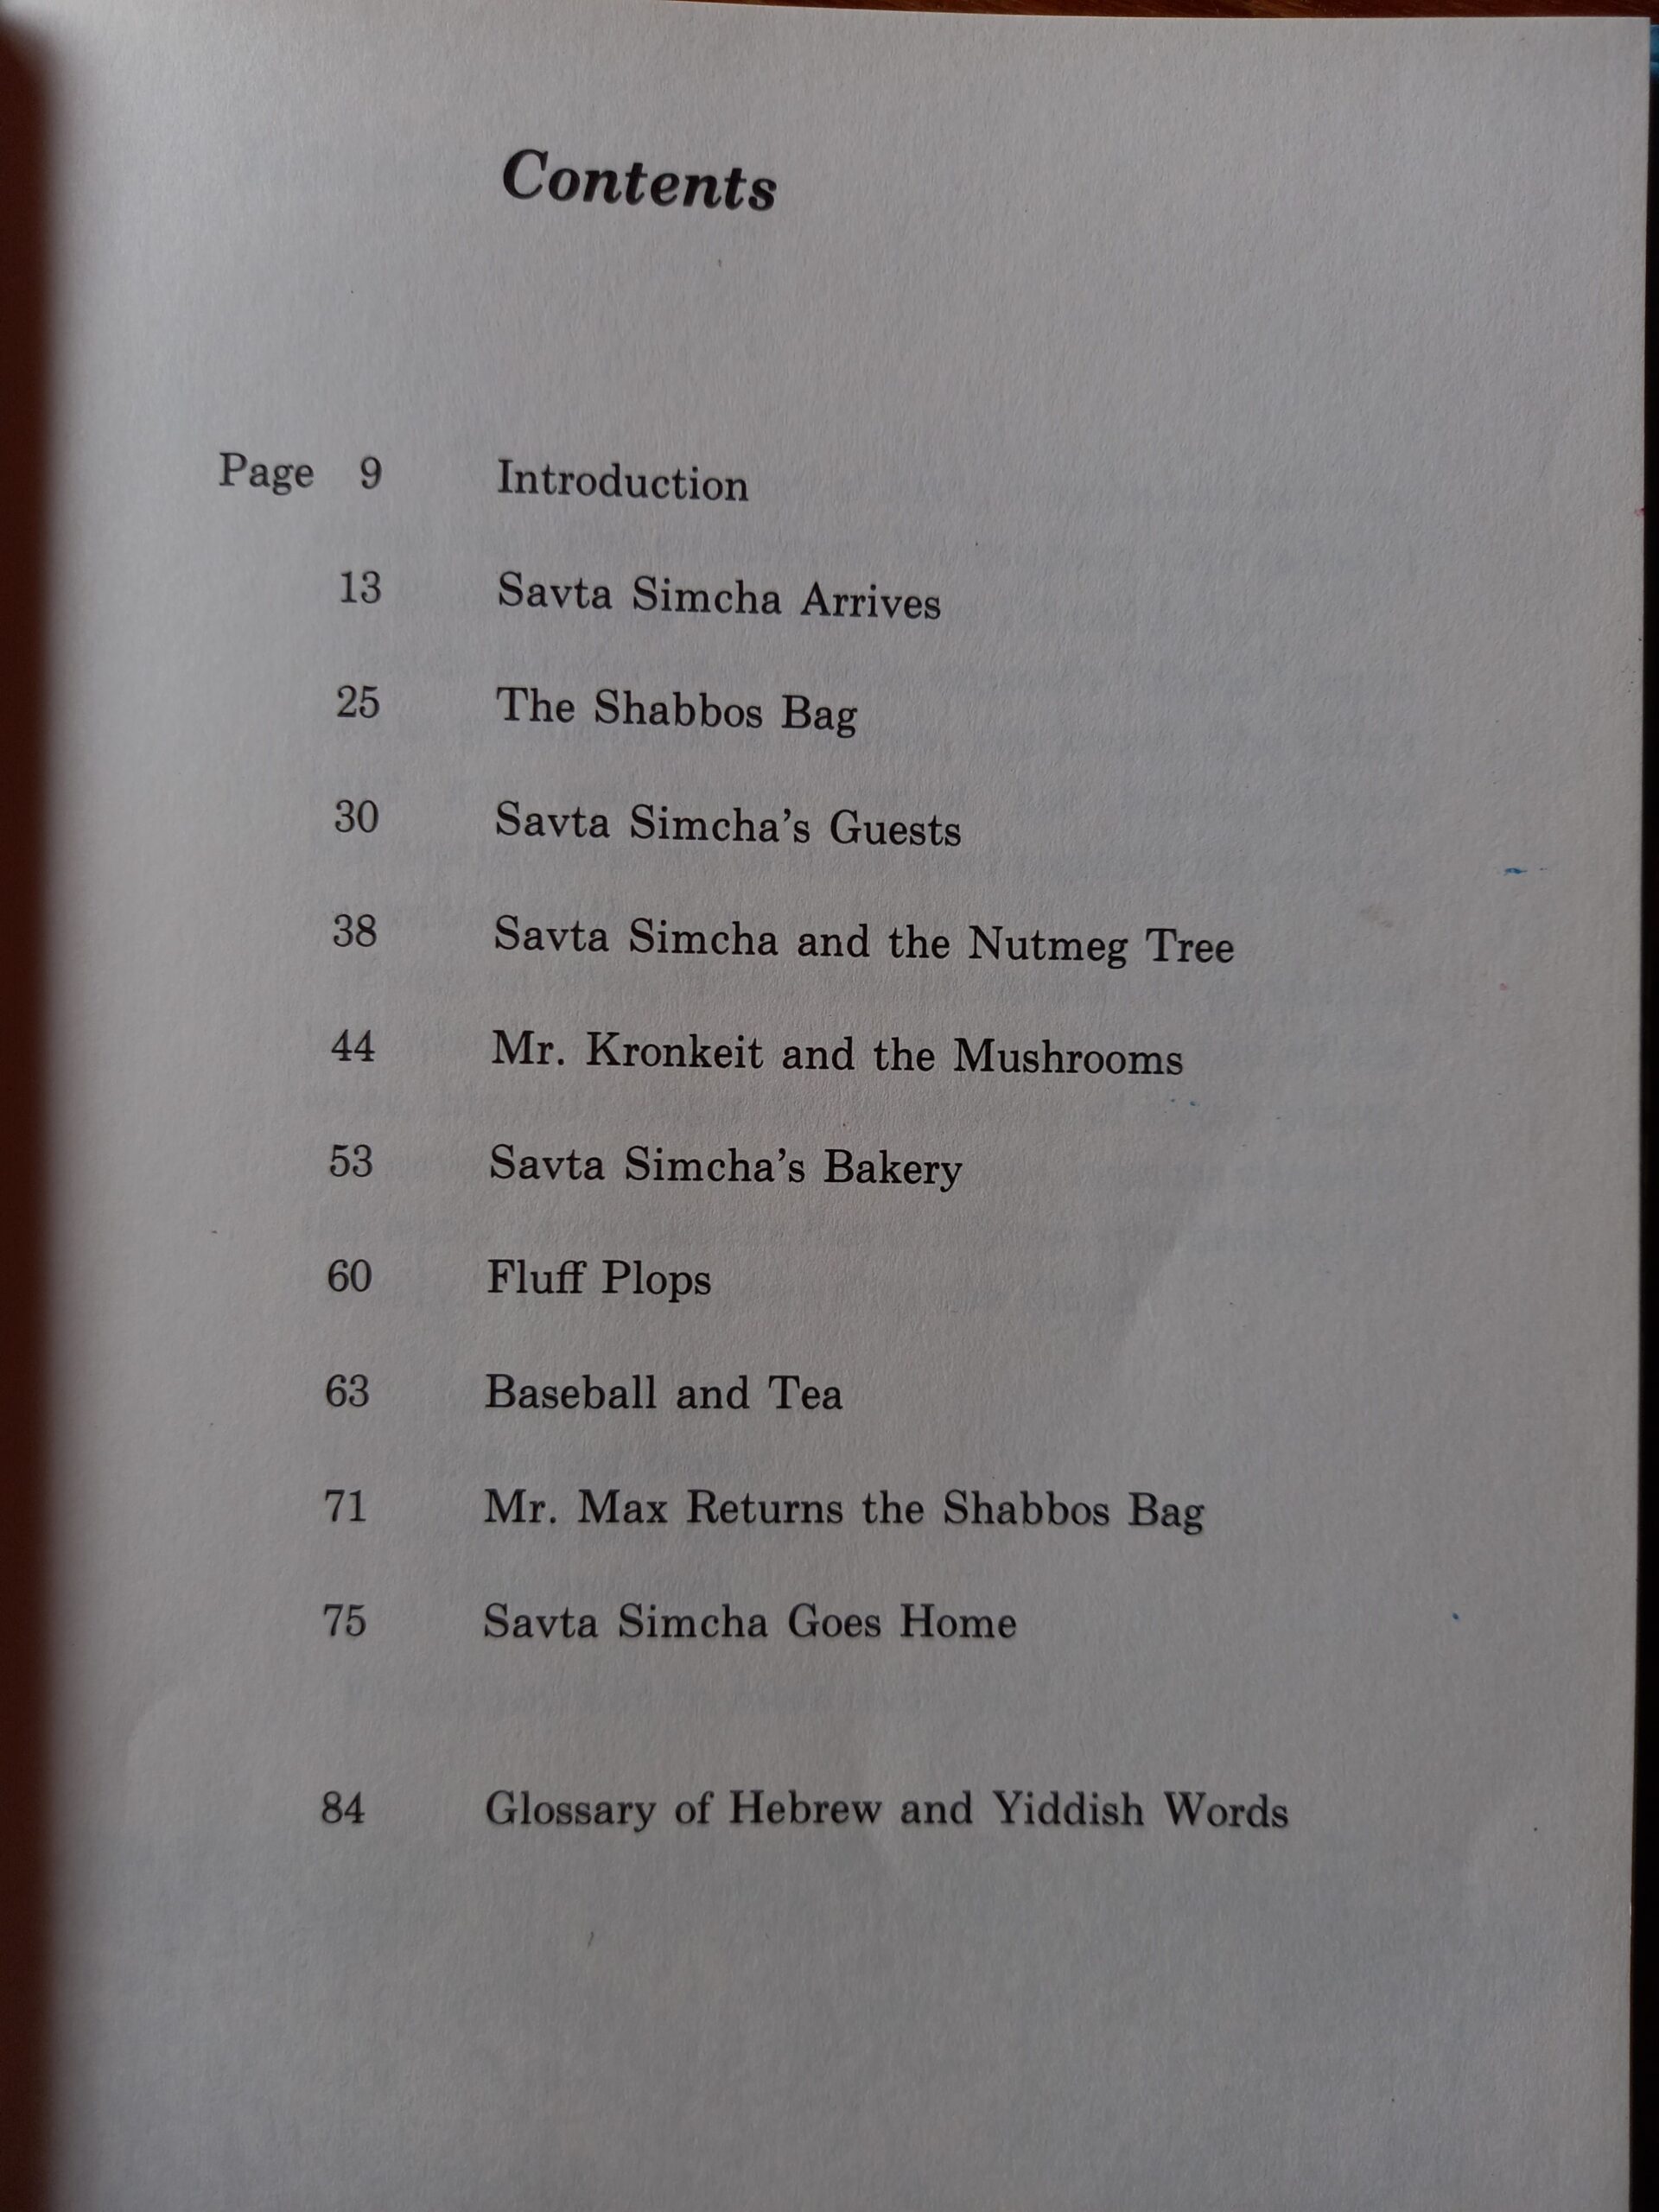 Contents
Page 9 Introduction
13 Savta Simcha Arrives
25 The Shabbos Bag
30 Savta Simcha’s Guests
38 Savta Simcha and the Nutmeg Tree
44 Mr. Kronkeit and the Mushrooms
53 Savta Simcha’s Bakery
60 Fluff Plops
63 Baseball and Tea
71 Mr. Max Returns the Shabbos Bag
75 Savta Simcha Goes Home
84 Glossary of Hebrew and Yiddish Words